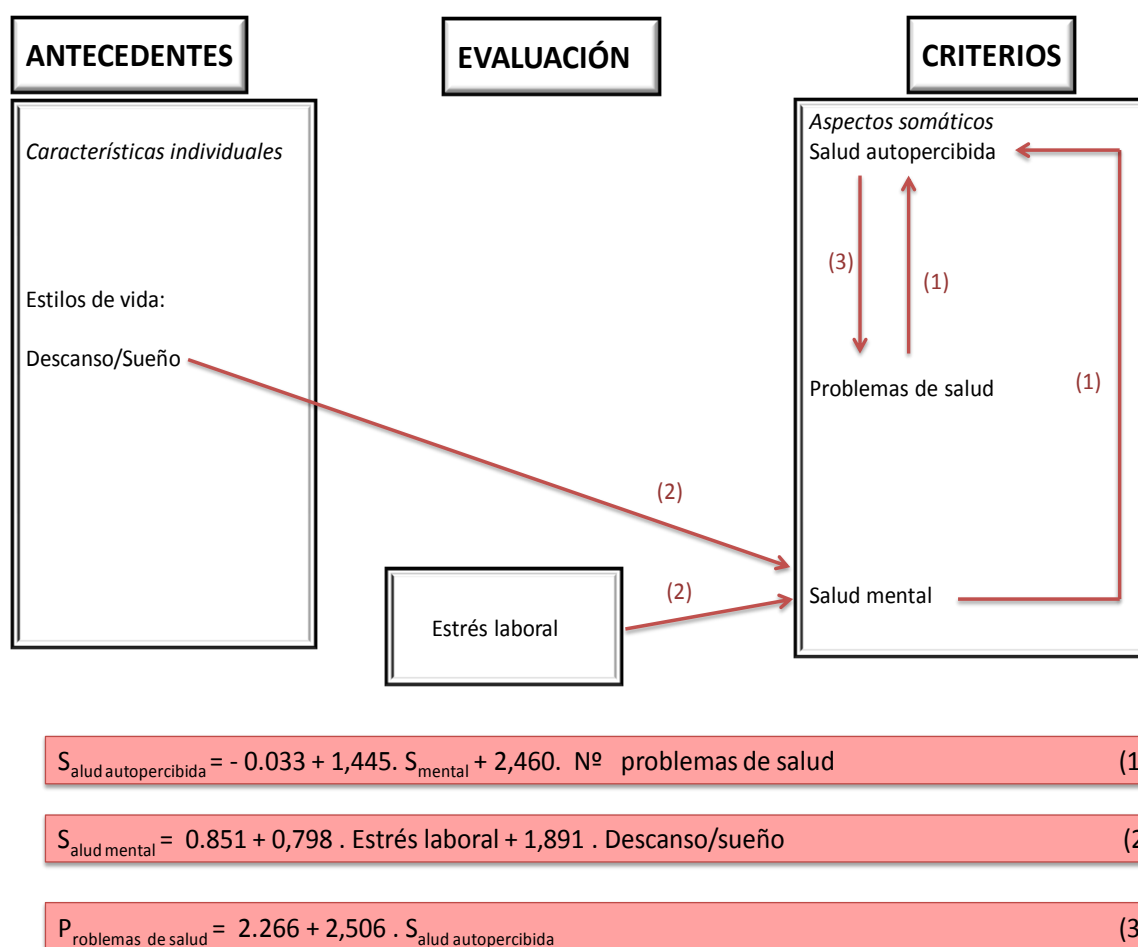 ANTECEDENTES
EVALUACIÓN
CRITERIOS
Características individuales
Estilos de vida:
Descanso/Sueño
Aspectos somáticos
Salud autopercibida
(3)
(1)
Problemas de salud
(1)
(2)
Estrés laboral
(2)
Salud mental
Salud autopercibida = - 0.033 + 1,445. Smental + 2,460. Nº problemas de salud (1
Salud mental = 0.851 + 0,798 . Estrés laboral + 1,891 . Descanso/sueño (2
Problemas de salud = 2.266 + 2,506 . Salud autopercibida (3